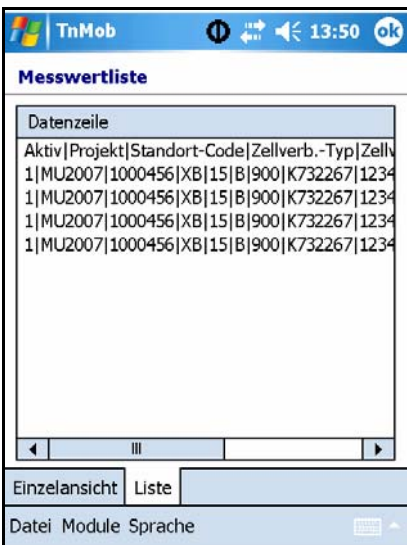 TnMob 13:50 ok
Messwertliste
Datenzeile
Aktiv|Projekt|Standort-Code|Zellverb.-Typ|Zellv
1|MU2007|1000456|XB|15|B|900|K732267|1234
1|MU2007|1000456|XB|15|B|900|K732267|1234
1|MU2007|1000456|XB|15|B|900|K732267|1234
1|MU2007|1000456|XB|15|B|900|K732267|1234
Einzelansicht Liste
Datei Module Sprache